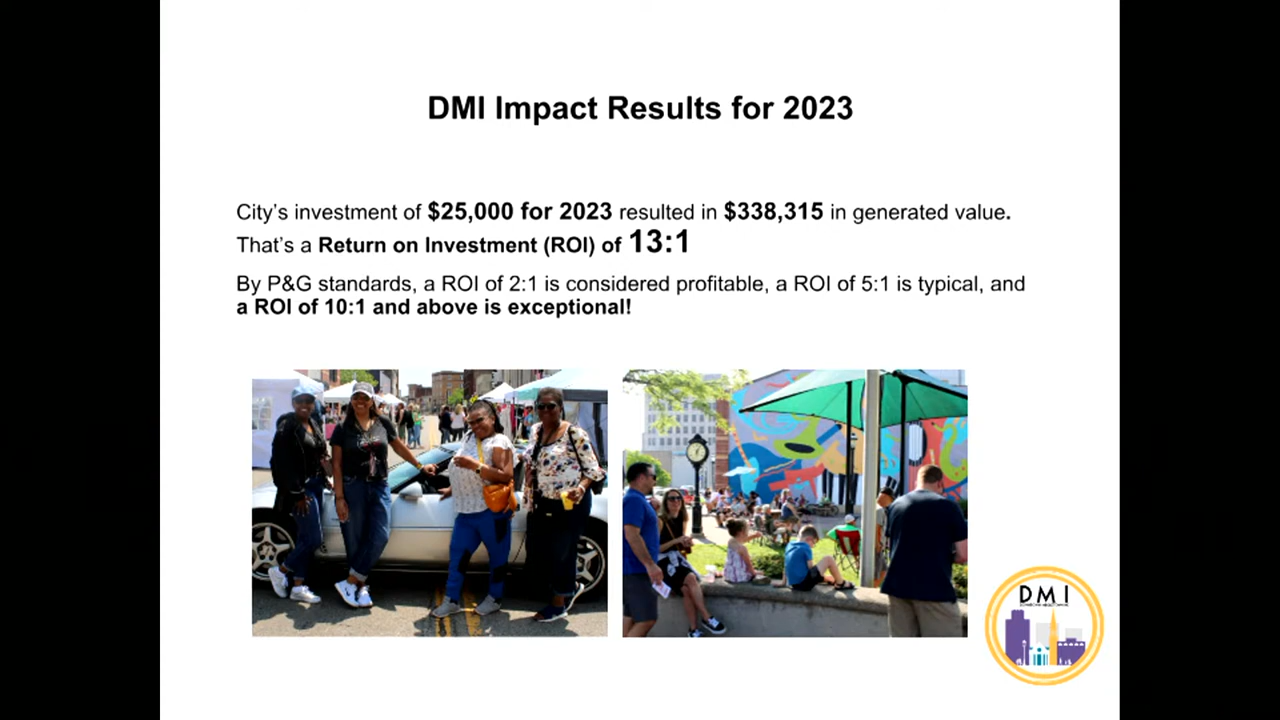 DMI Impact Results for 2023
City’s investment of $25,000 for 2023 resulted in $338,315 in generated value.
That’s a Return on Investment (ROI) of 13:1
By P&G standards, a ROI of 2:1 is considered profitable, a ROI of 5:1 is typical, and
a ROI of 10:1 and above is exceptional!
DMI